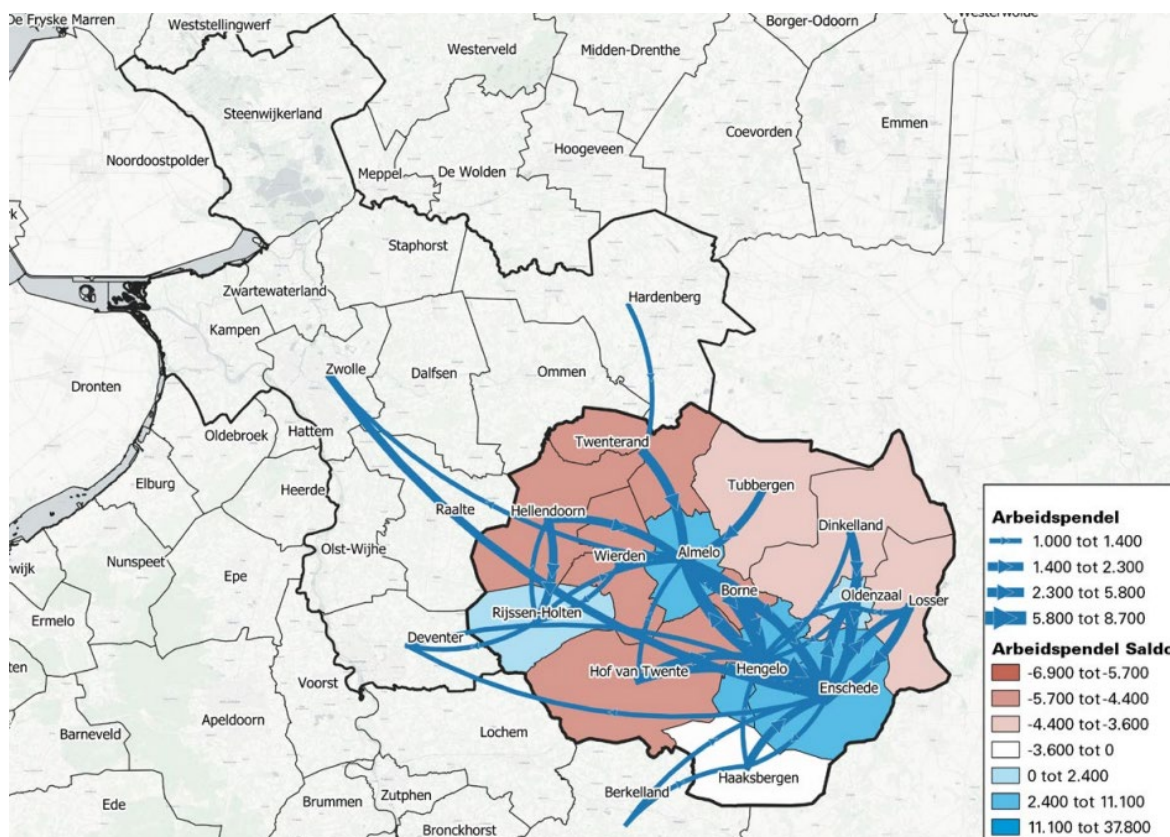 De Fryske Marren
Weststellingwerf
Westerveld
Midden-Drenthe
Borger-Odoorn
Westerwolde
Steenwijkerland
Coevorden
Emmen
Noordoostpolder
Hoogeveen
Meppel
De Wolden
rk
Staphorst
Zwartewaterland
Hardenberg
Kampen
Zwolle
Dalfsen
Ommen
Dronten
Oldebroek
Hattem
Twenterand
Elburg
Heerde
Tubbergen
Raalte
Hellendoorn
Dinkelland
Nunspeet
Olst-Wijhe
Wierden
Almelo
wijk
Epe
Borne
Oldenzaal
Losser
Ermelo
Rijssen-Holten
Deventer
ten
Hof van Twente
Hengelo
Enschede
Voorst
Apeldoorn
Barneveld
Lochem
Haaksbergen
Berkelland
Ede
Brummen
Zutphen
Bronckhorst
Arbeidspendel
1.000 tot 1.400
1.400 tot 2.300
2.300 tot 5.800
5.800 tot 8.700
Arbeidspendel Saldo
-6.900 tot -5.700
-5.700 tot -4.400
-4.400 tot -3.600
-3.600 tot 0
0 tot 2.400
2.400 tot 11.100
11.100 tot 37.800